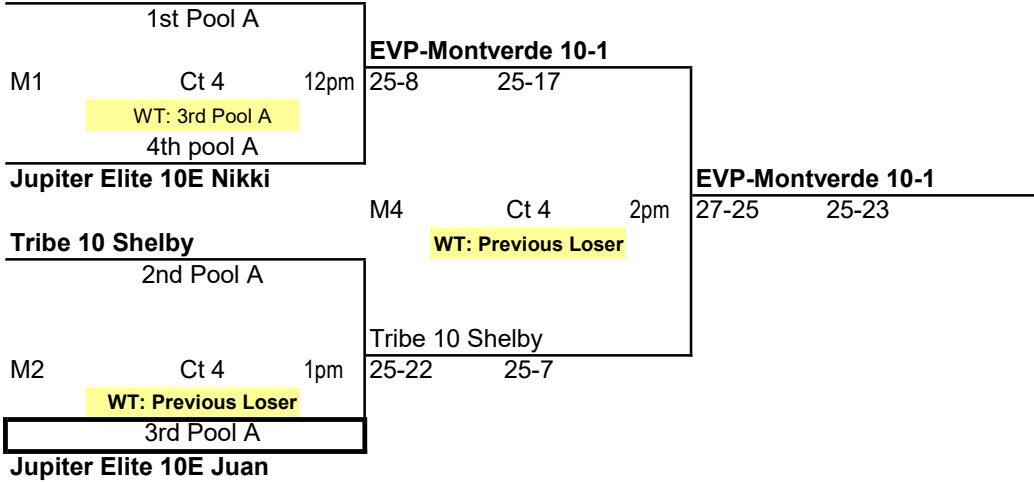 1st Pool A
EVP-Montverde 10-1
M1 Ct 4 12pm 25-8 25-17
WT: 3rd Pool A
4th pool A
Jupiter Elite 10E Nikki EVP-Montverde 10-1
M4 Ct 4 2pm 27-25 25-23
Tribe 10 Shelby WT: Previous Loser
2nd Pool A
Tribe 10 Shelby
M2 Ct 4 1pm 25-22 25-7
WT: Previous Loser
3rd Pool A
Jupiter Elite 10E Juan